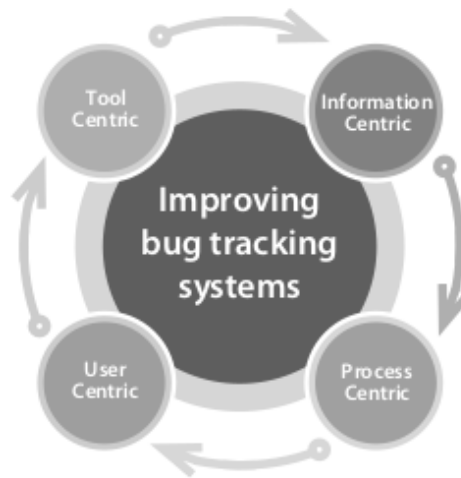 Tool
Centric
Information
Centric
Improving
bug tracking
systems
User
Centric
Process
Centric